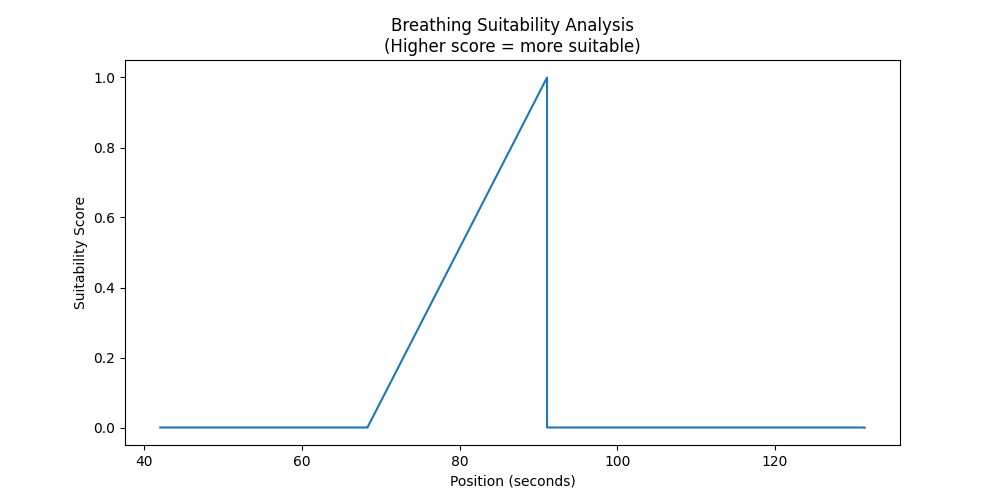 Breathing Suitability Analysis
(Higher score = more suitable)
1.0
0.8
0.6
0.4
0.2
0.0
Suitability Score
40 60 80 100 120
Position (seconds)